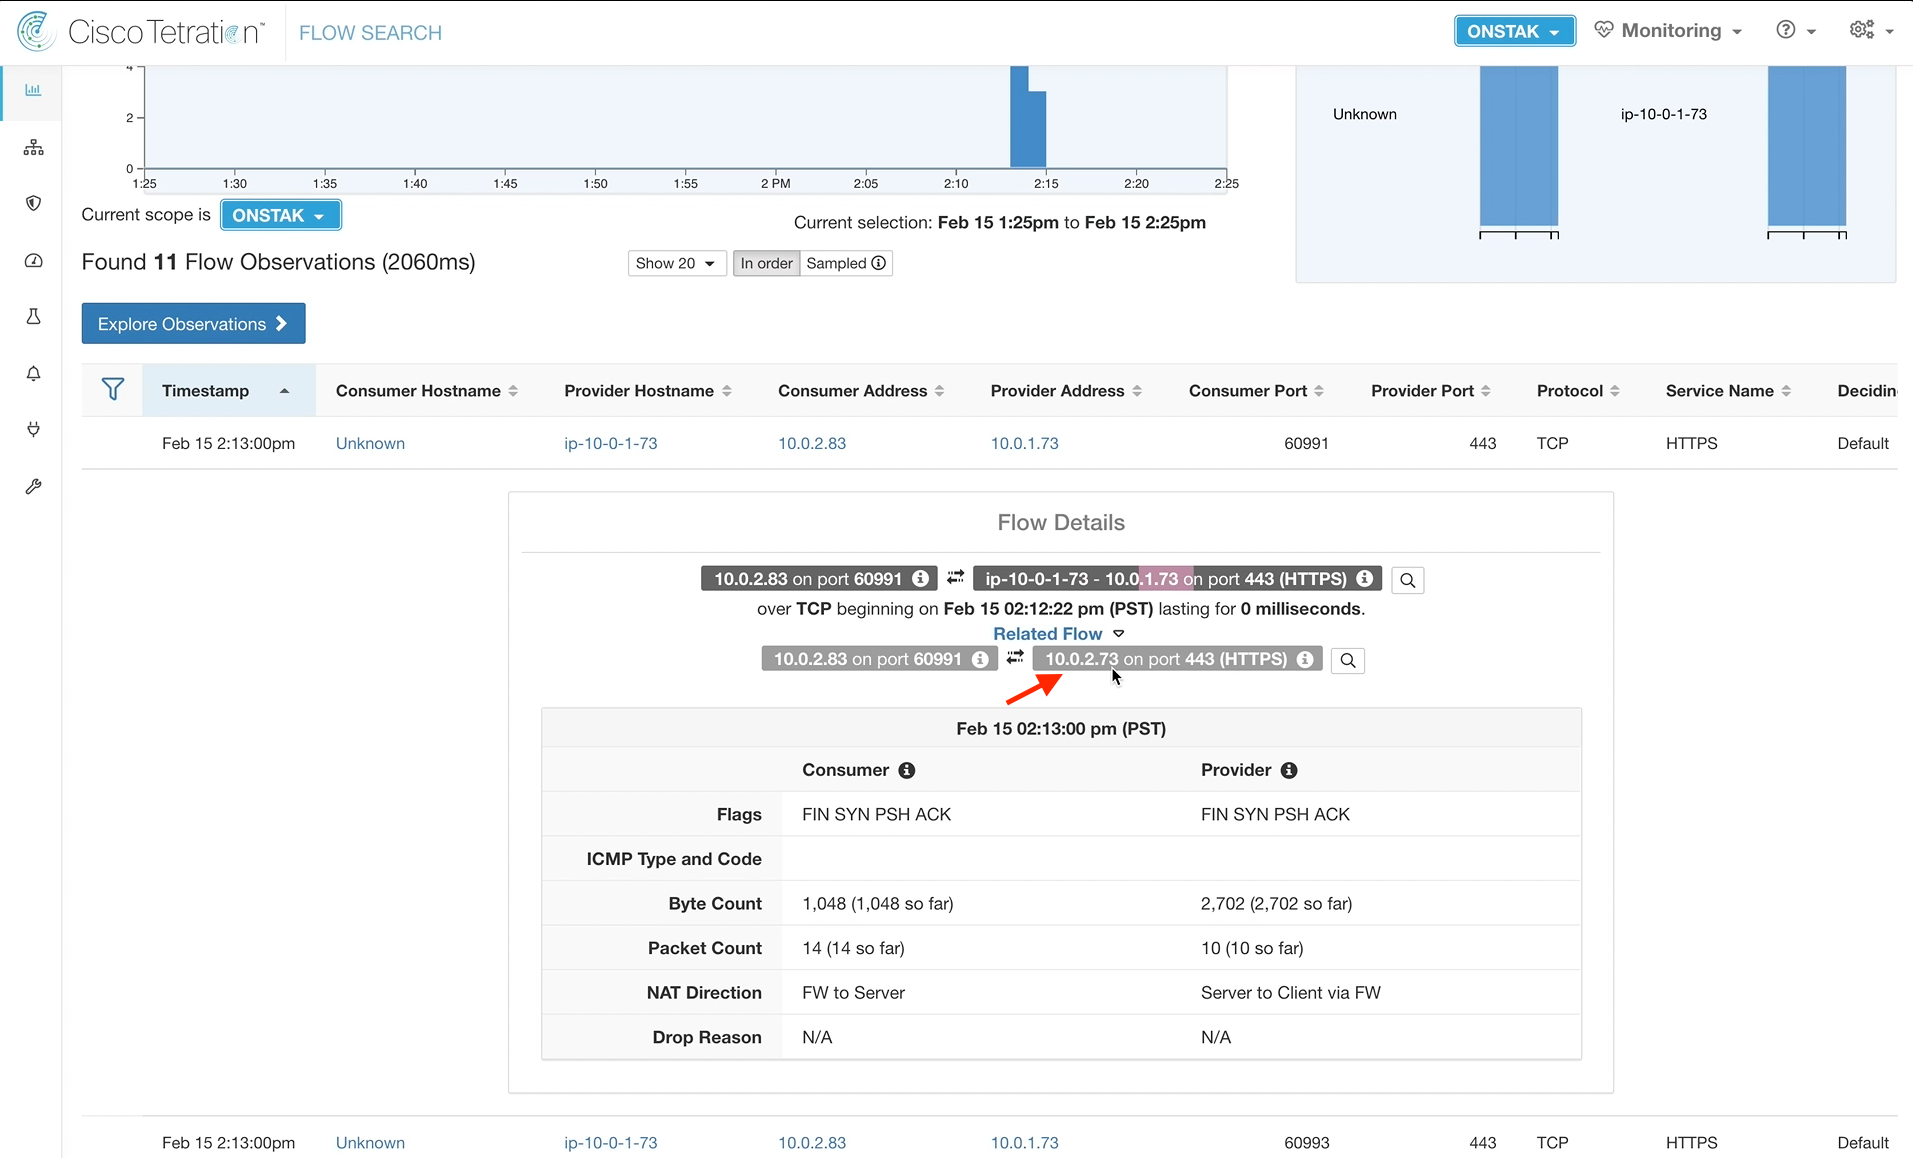 Cisco Tetration™ FLOW SEARCH ONSTAK Monitoring
4
2
0
1:25 1:30 1:35 1:40 1:45 1:50 1:55 2 PM 2:05 2:10 2:15 2:20 2:25
Unknown ip-10-0-1-73
Current scope is ONSTAK
Current selection: Feb 15 1:25pm to Feb 15 2:25pm
Found 11 Flow Observations (2060ms) Show 20 In order Sampled
Explore Observations
Timestamp Consumer Hostname Provider Hostname Consumer Address Provider Address Consumer Port Provider Port Protocol Service Name Decidin
Feb 15 2:13:00pm Unknown ip-10-0-1-73 10.0.2.83 10.0.1.73 60991 443 TCP HTTPS Default
Flow Details
10.0.2.83 on port 60991 ip-10-0-1-73 - 10.0.1.73 on port 443 (HTTPS)
over TCP beginning on Feb 15 02:12:22 pm (PST) lasting for 0 milliseconds.
Related Flow
10.0.2.83 on port 60991 10.0.2.73 on port 443 (HTTPS)
Feb 15 02:13:00 pm (PST)
Consumer Provider
Flags FIN SYN PSH ACK FIN SYN PSH ACK
ICMP Type and Code
Byte Count 1,048 (1,048 so far) 2,702 (2,702 so far)
Packet Count 14 (14 so far) 10 (10 so far)
NAT Direction FW to Server Server to Client via FW
Drop Reason N/A N/A
Feb 15 2:13:00pm Unknown ip-10-0-1-73 10.0.2.83 10.0.1.73 60993 443 TCP HTTPS Default